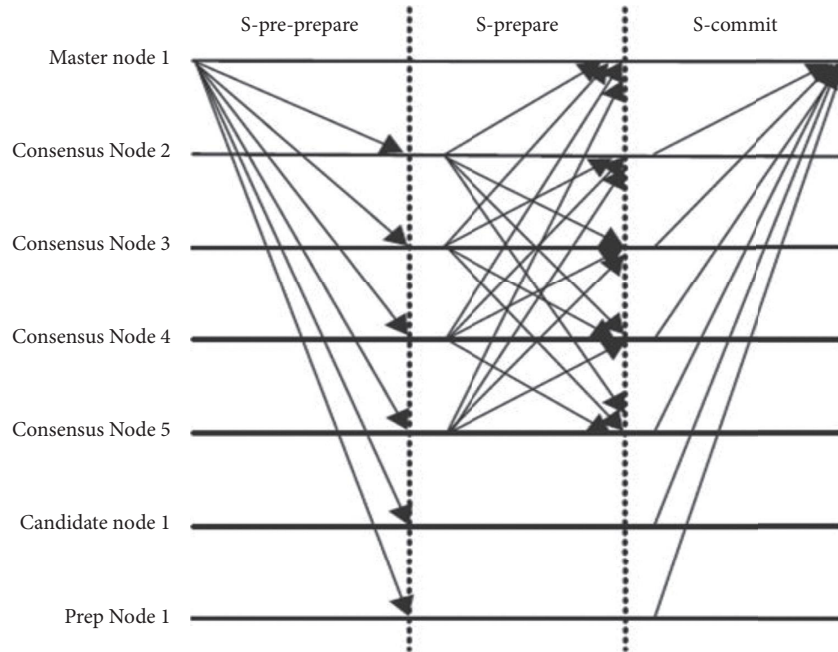 S-pre-prepare S-prepare S-commit
Master node 1
Consensus Node 2
Consensus Node 3
Consensus Node 4
Consensus Node 5
Candidate node 1
Prep Node 1